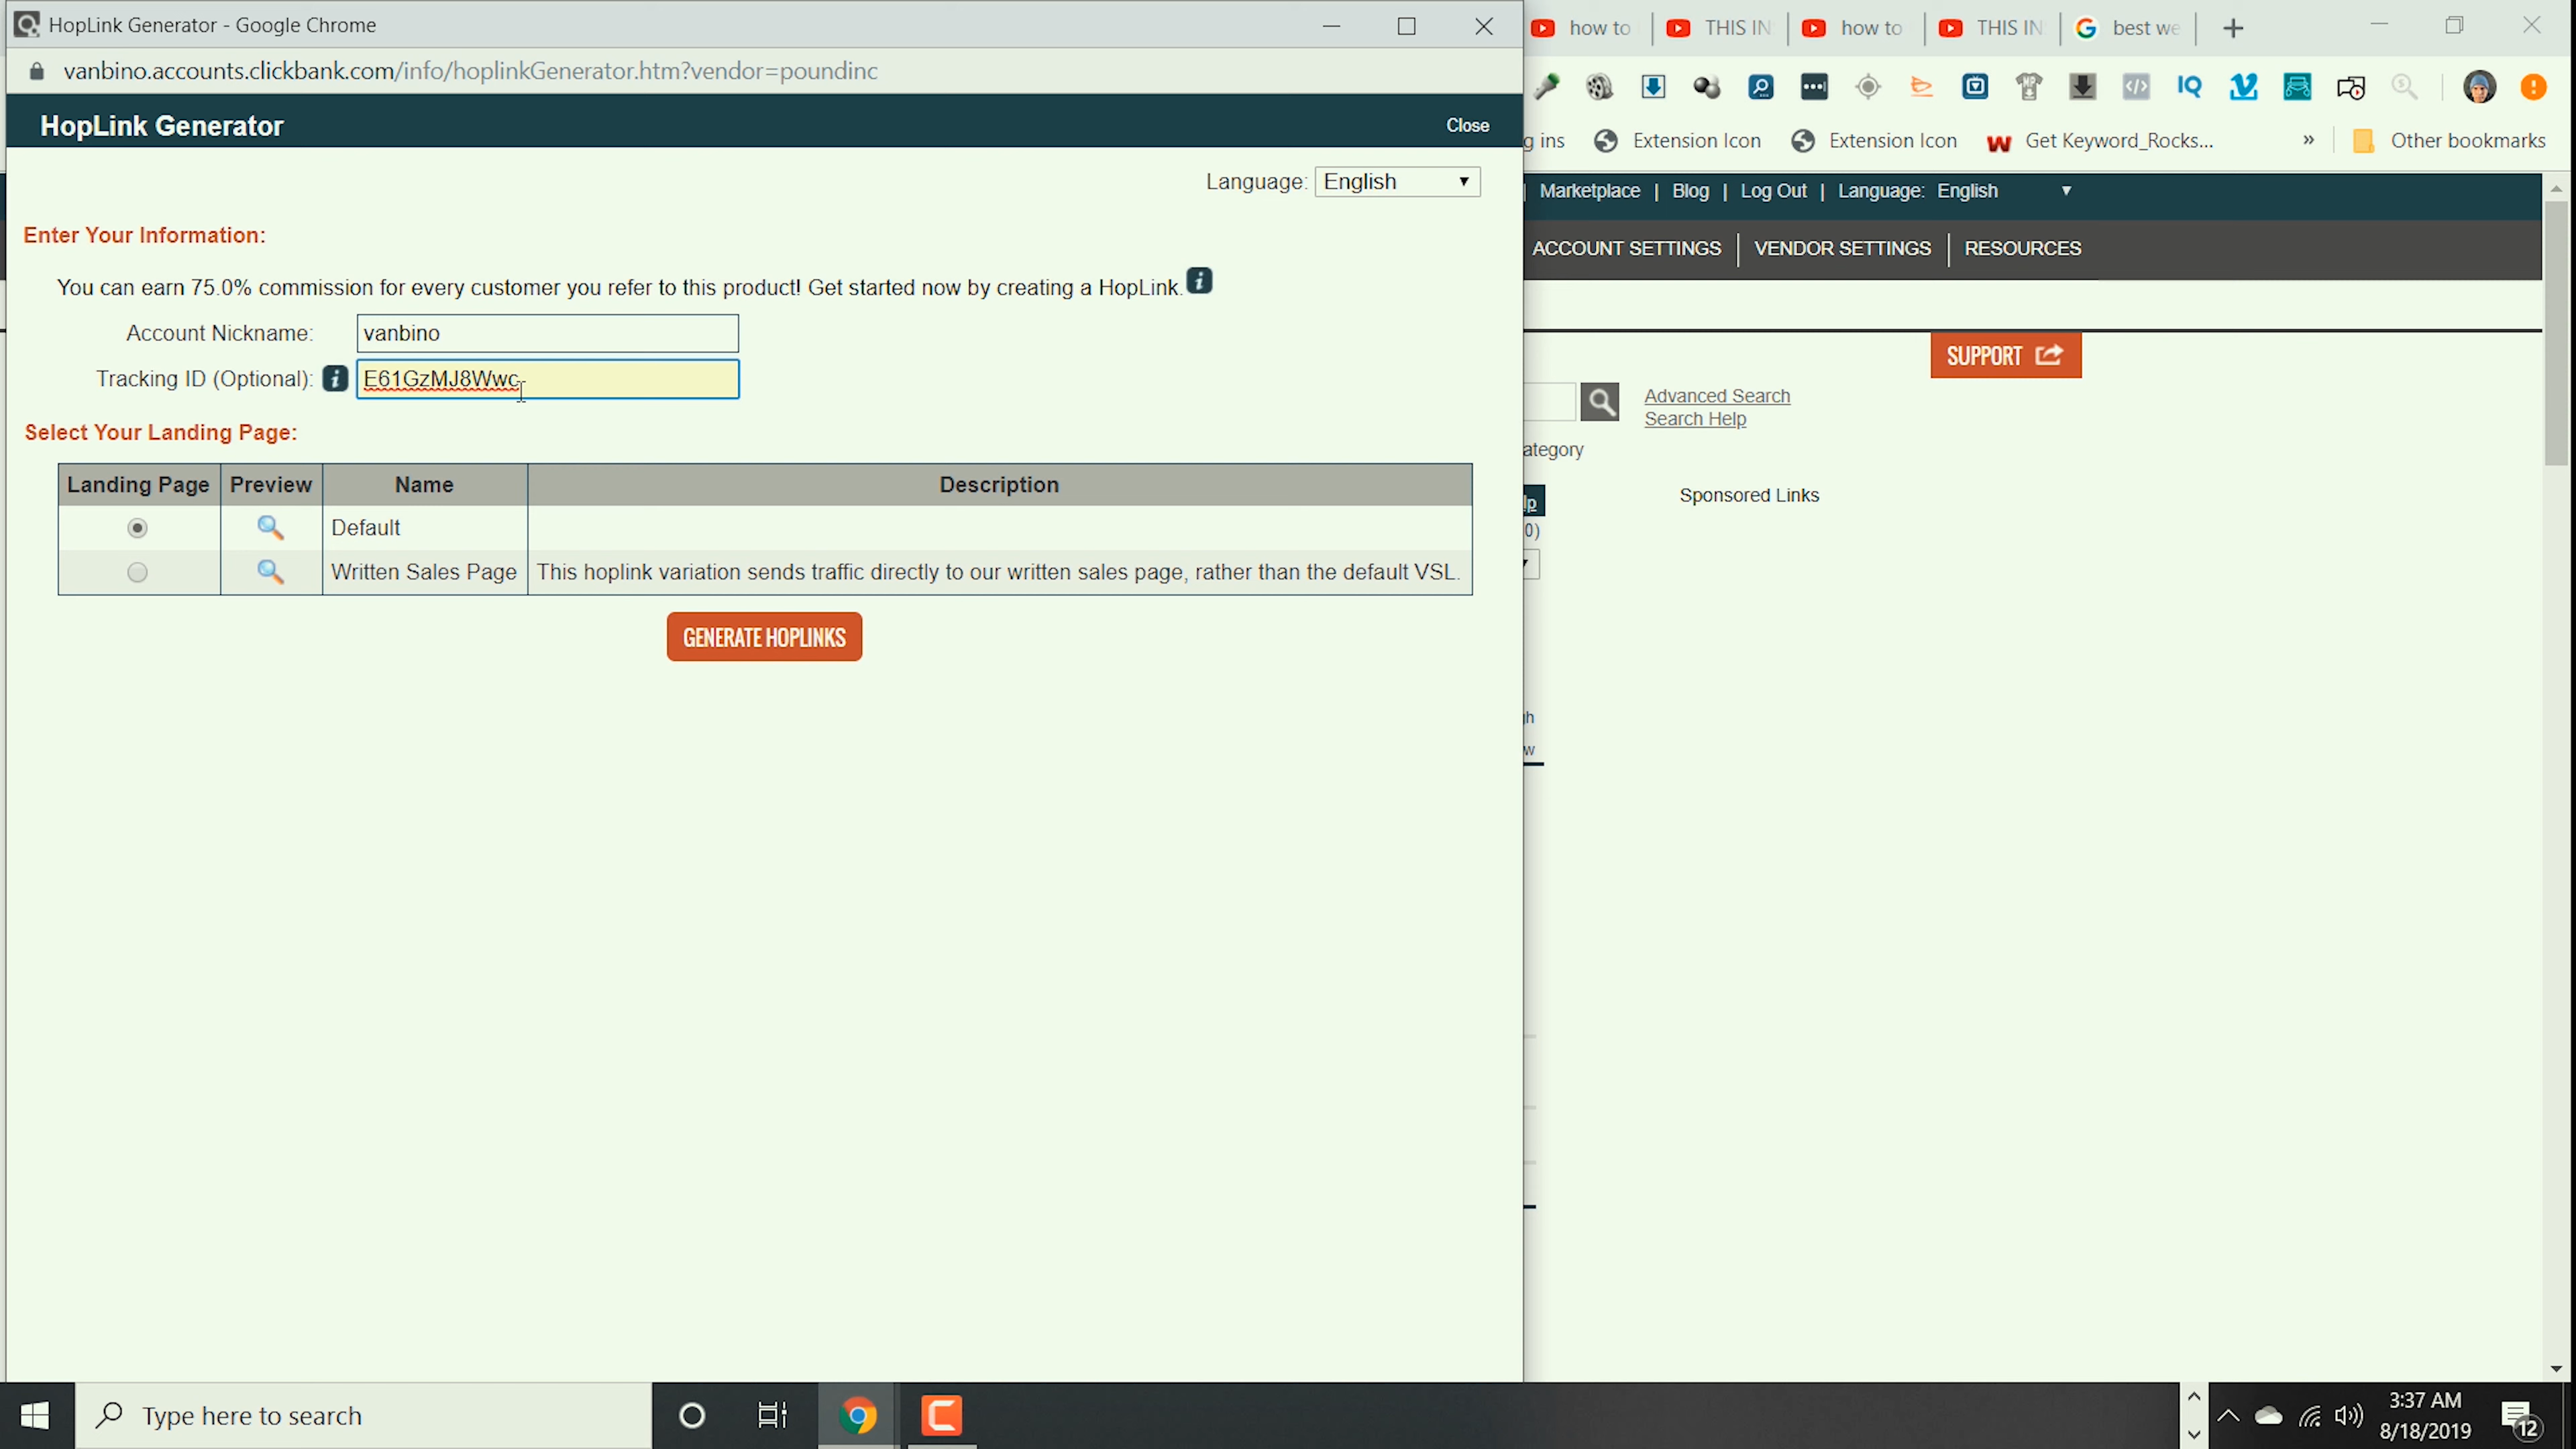 HopLink Generator - Google Chrome
how to
THIS IN
how to
THIS IN
best we
vanbino.accounts.clickbank.com/info/hoplinkGenerator.htm?vendor=poundinc
HopLink Generator
Close
g ins
Extension Icon
Extension Icon
Get Keyword_Rocks...
»
Other bookmarks
Language: English
Marketplace | Blog | Log Out | Language: English
ACCOUNT SETTINGS
VENDOR SETTINGS
RESOURCES
Enter Your Information:
You can earn 75.0% commission for every customer you refer to this product! Get started now by creating a HopLink.
Account Nickname: vanbino
Tracking ID (Optional): E61GzMJ8Wwc
SUPPORT
Advanced Search
Search Help
ategory
Select Your Landing Page:
Landing Page Preview Name Description
Default
Written Sales Page This hoplink variation sends traffic directly to our written sales page, rather than the default VSL.
GENERATE HOPLINKS
lp
0)
Sponsored Links
gh
w
IQ
Type here to search
3:37 AM
8/18/2019
12